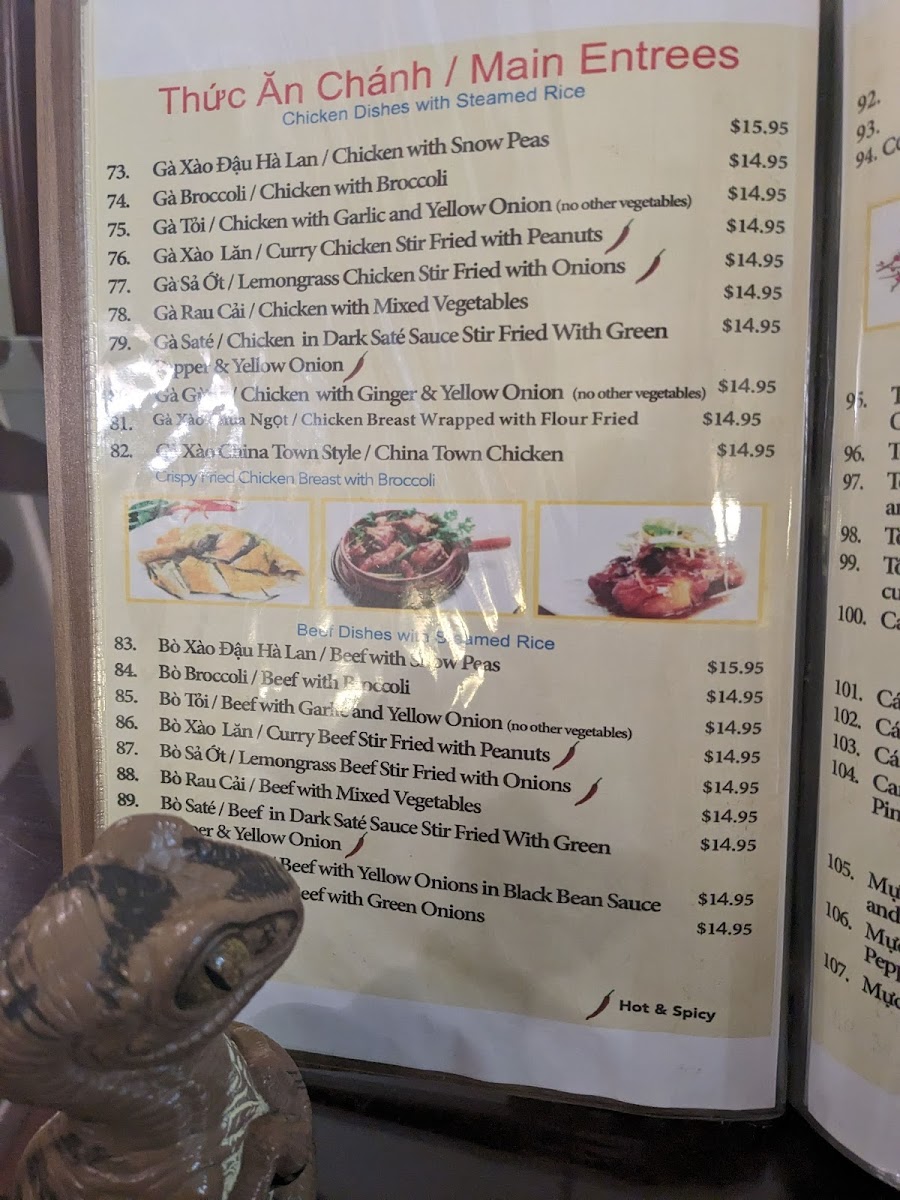 Thức Ăn Chánh / Main Entrees
Chicken Dishes with Steamed Rice
73. Gà Xào Đậu Hà Lan / Chicken with Snow Peas $15.95
74. Gà Broccoli / Chicken with Broccoli $14.95
75. Gà Tỏi / Chicken with Garlic and Yellow Onion (no other vegetables) $14.95
76. Gà Xào Lăn / Curry Chicken Stir Fried with Peanuts $14.95
77. Gà Sả Ớt / Lemongrass Chicken Stir Fried with Onions $14.95
78. Gà Rau Cải / Chicken with Mixed Vegetables $14.95
79. Gà Saté / Chicken in Dark Saté Sauce Stir Fried With Green $14.95
& Yellow Onion
Gà / Chicken with Ginger & Yellow Onion (no other vegetables) $14.95
81. Gà Xào Ngọt / Chicken Breast Wrapped with Flour Fried $14.95
82. Xào China Town Style / China Town Chicken $14.95
Crispy Fried Chicken Breast with Broccoli
Beef Dishes with Steamed Rice
83. Bò Xào Đậu Hà Lan / Beef with Snow Peas $15.95
84. Bò Broccoli / Beef with Broccoli $14.95
85. Bò Tỏi / Beef with Garlic and Yellow Onion (no other vegetables) $14.95
86. Bò Xào Lăn / Curry Beef Stir Fried with Peanuts $14.95
87. Bò Sả Ớt / Lemongrass Beef Stir Fried with Onions $14.95
88. Bò Rau Cải / Beef with Mixed Vegetables $14.95
89. Bò Saté / Beef in Dark Saté Sauce Stir Fried With Green $14.95
& Yellow Onion
Beef with Yellow Onions in Black Bean Sauce $14.95
with Green Onions $14.95
Hot & Spicy
92.
93.
94.
95.
96.
97.
98.
99.
100.
101.
102.
103.
104.
105.
and
106.
107.